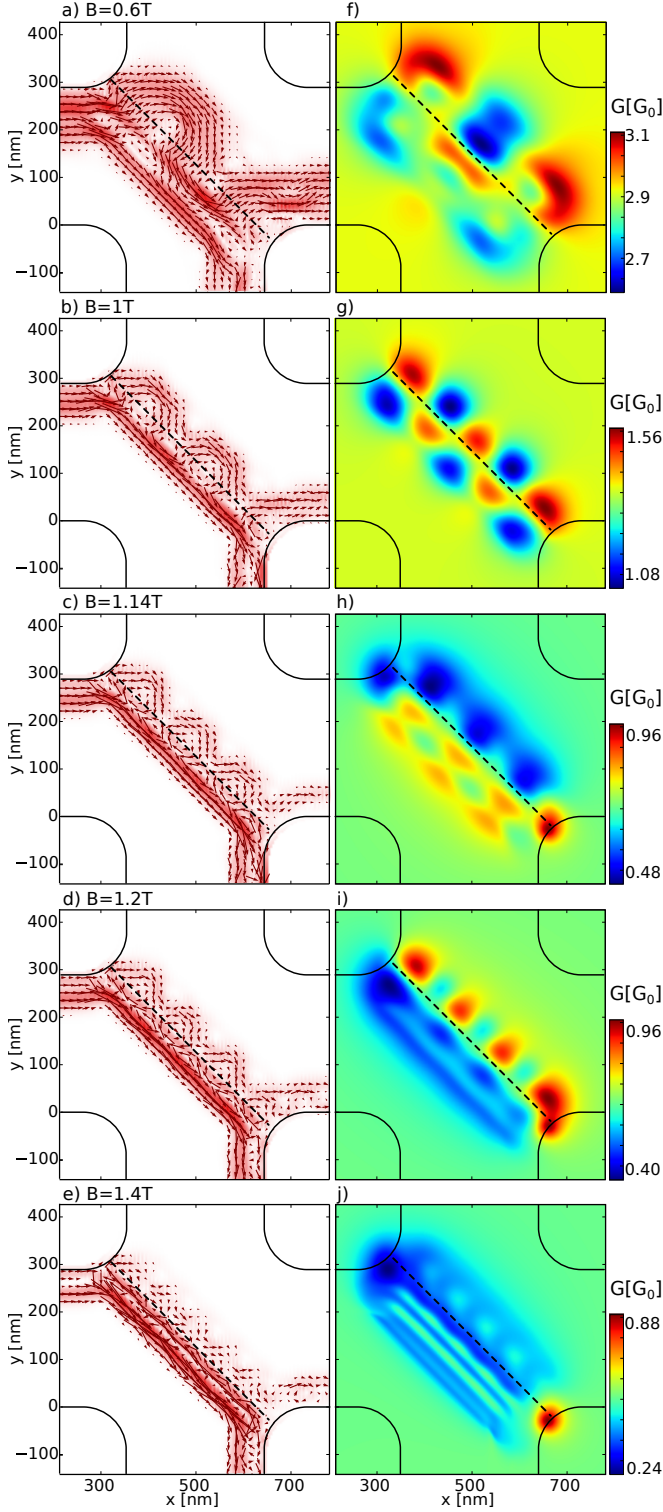 a) B=0.6T
f)
y [nm]
400
300
200
100
0
−100
G[G₀]
3.1
2.9
2.7
b) B=1T
g)
y [nm]
400
300
200
100
0
−100
G[G₀]
1.56
1.08
c) B=1.14T
h)
y [nm]
400
300
200
100
0
−100
G[G₀]
0.96
0.48
d) B=1.2T
i)
y [nm]
400
300
200
100
0
−100
G[G₀]
0.96
0.40
e) B=1.4T
j)
y [nm]
400
300
200
100
0
−100
G[G₀]
0.88
0.24
300 500 700 300 500 700
x [nm] x [nm]